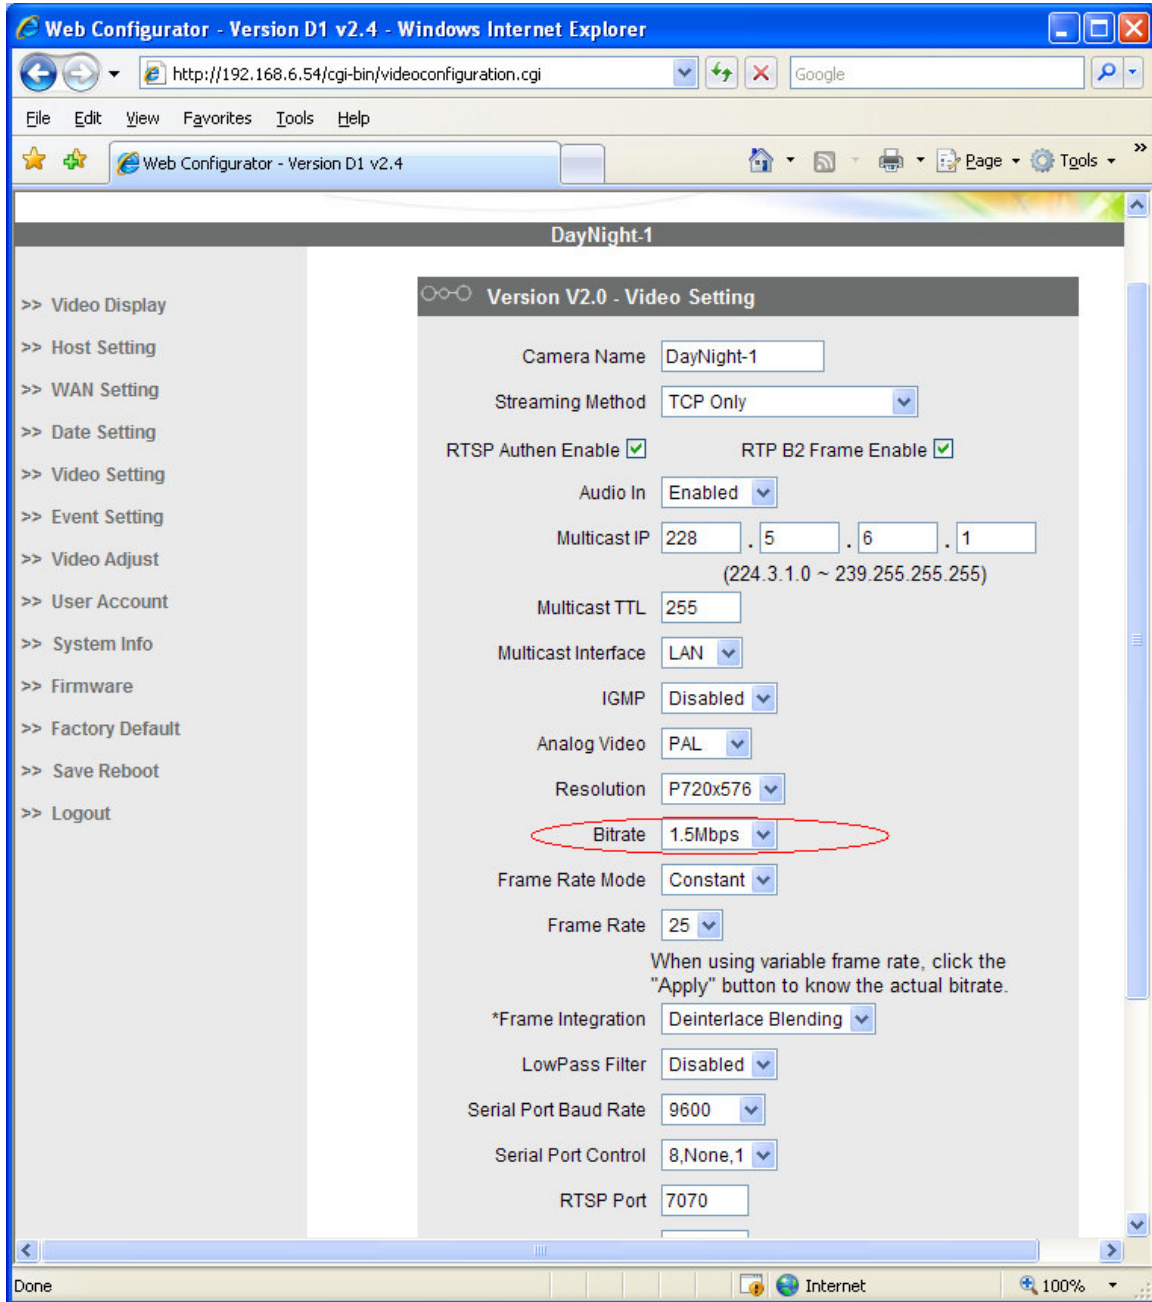 Web Configurator - Version D1 v2.4 - Windows Internet Explorer
http://192.168.6.54/cgi-bin/videoconfiguration.cgi
Google
File Edit View Favorites Tools Help
Web Configurator - Version D1 v2.4
Page Tools »
DayNight-1
>> Video Display
>> Host Setting
>> WAN Setting
>> Date Setting
>> Video Setting
>> Event Setting
>> Video Adjust
>> User Account
>> System Info
>> Firmware
>> Factory Default
>> Save Reboot
>> Logout
Version V2.0 - Video Setting
Camera Name DayNight-1
Streaming Method TCP Only
RTSP Authen Enable RTP B2 Frame Enable
Audio In Enabled
Multicast IP 228 . 5 . 6 . 1
(224.3.1.0 ~ 239.255.255.255)
Multicast TTL 255
Multicast Interface LAN
IGMP Disabled
Analog Video PAL
Resolution P720x576
Bitrate 1.5Mbps
Frame Rate Mode Constant
Frame Rate 25
When using variable frame rate, click the
"Apply" button to know the actual bitrate.
*Frame Integration Deinterlace Blending
LowPass Filter Disabled
Serial Port Baud Rate 9600
Serial Port Control 8,None,1
RTSP Port 7070
Done Internet 100%